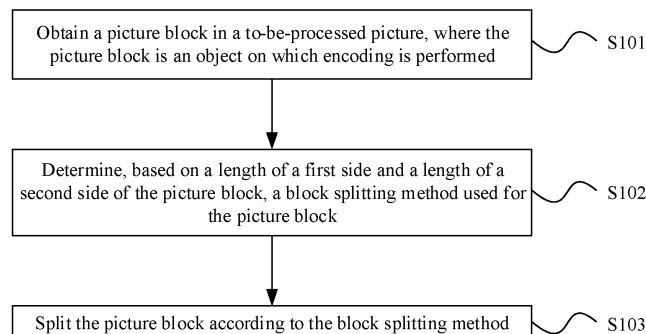 Obtain a picture block in a to-be-processed picture, where the
picture block is an object on which encoding is performed
S101
Determine, based on a length of a first side and a length of a
second side of the picture block, a block splitting method used for
the picture block
S102
Split the picture block according to the block splitting method
S103